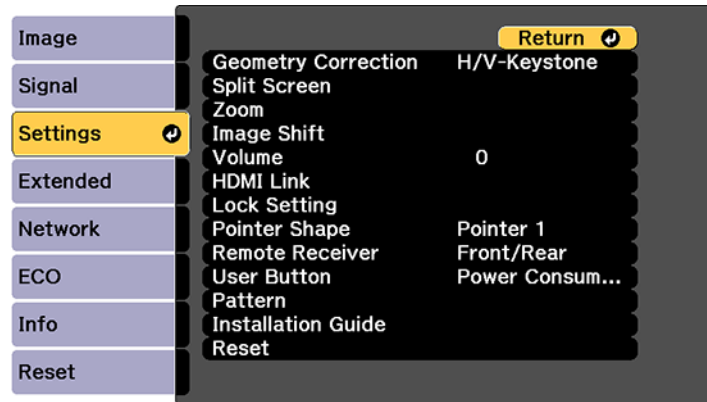 Image
Signal
Settings
Extended
Network
ECO
Info
Reset
Return
Geometry Correction H/V-Keystone
Split Screen
Zoom
Image Shift
Volume 0
HDMI Link
Lock Setting
Pointer Shape Pointer 1
Remote Receiver Front/Rear
User Button Power Consum...
Pattern
Installation Guide
Reset